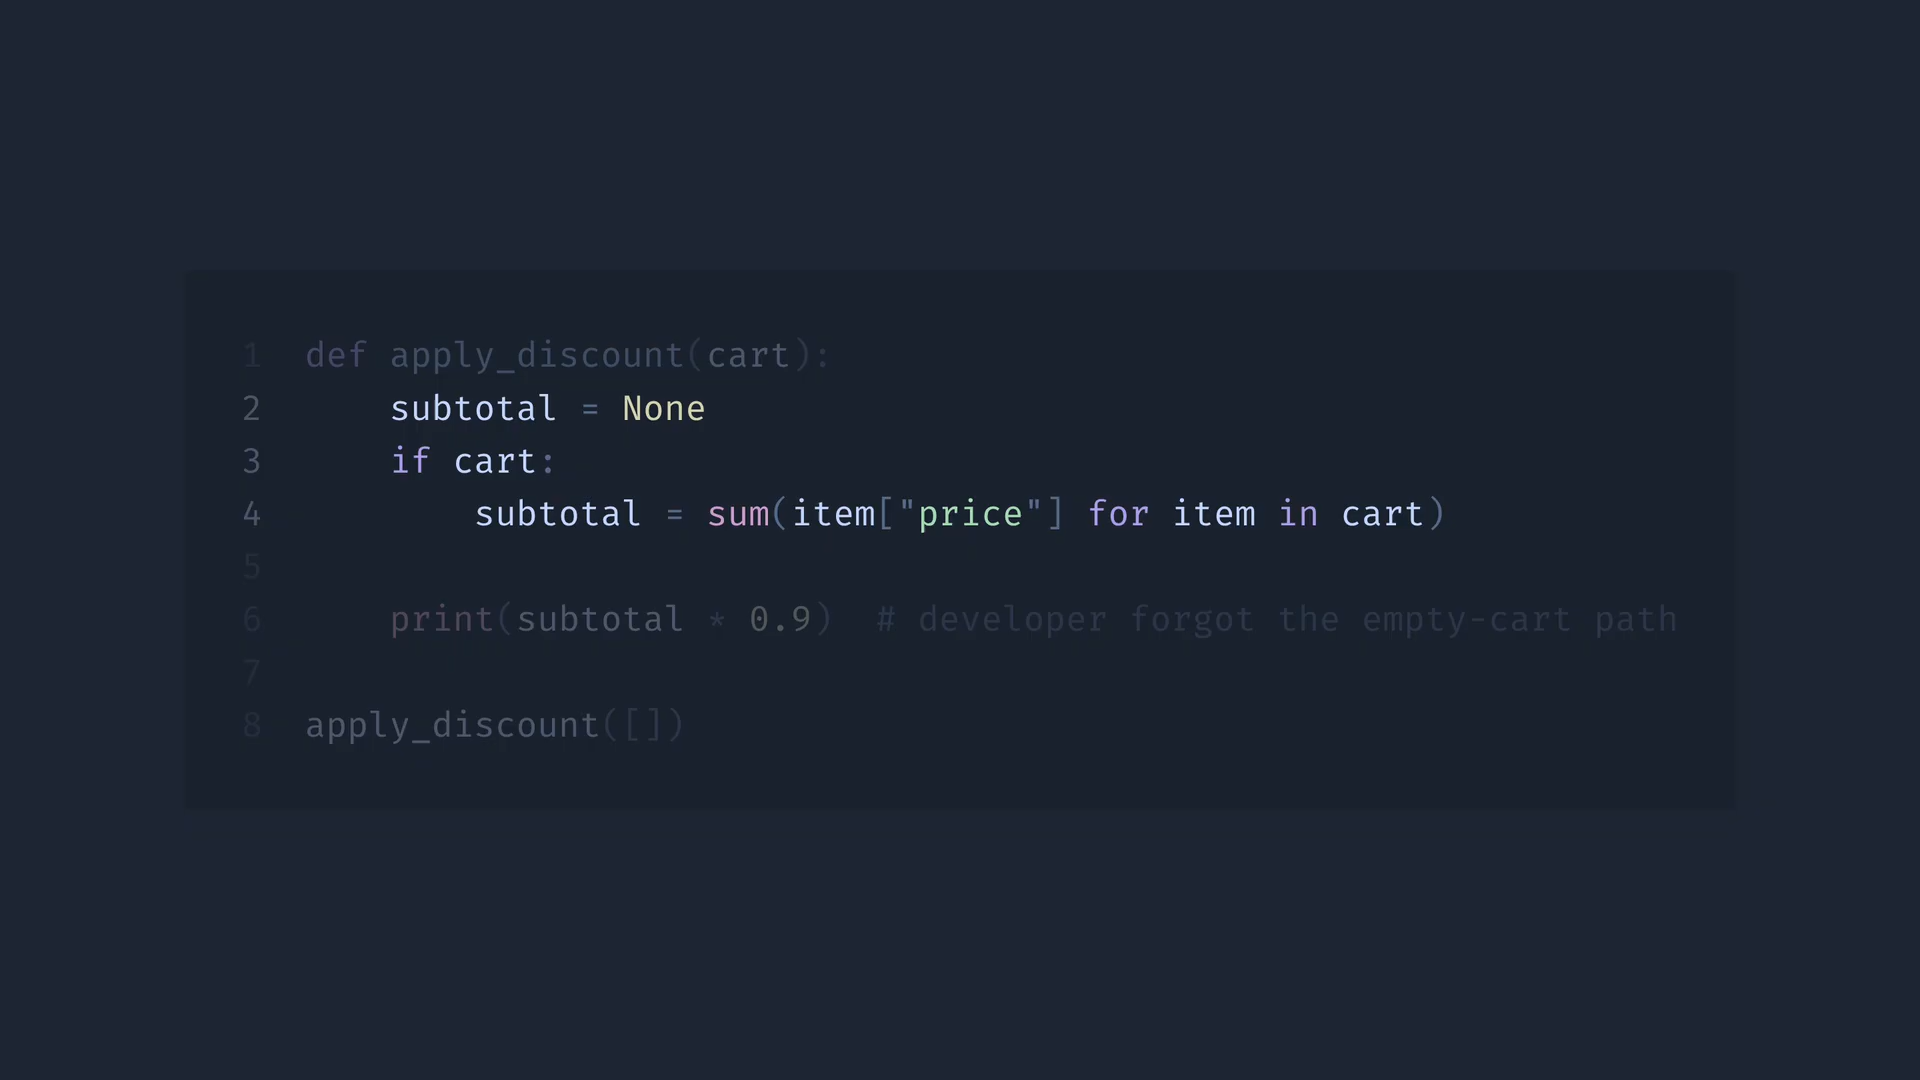 1 def apply_discount(cart):
2     subtotal = None
3     if cart:
4         subtotal = sum(item["price"] for item in cart)
5
6     print(subtotal * 0.9)  # developer forgot the empty-cart path
7
8 apply_discount([])